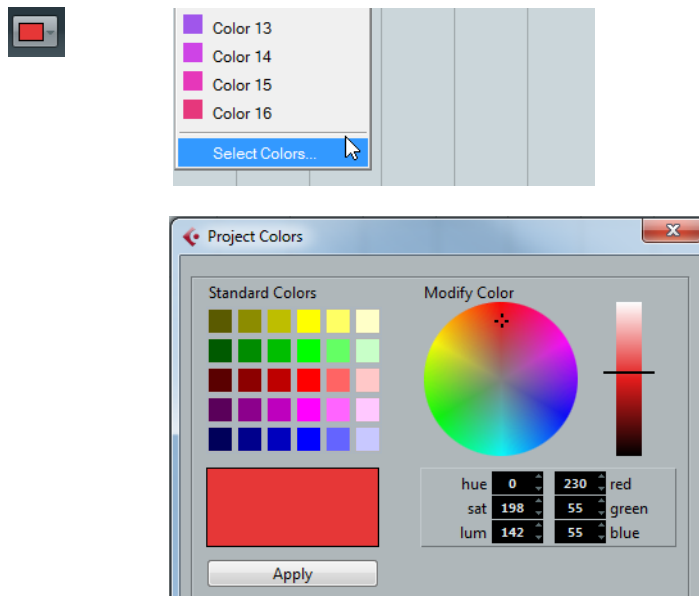 Color 13
Color 14
Color 15
Color 16
Select Colors...
Project Colors
Standard Colors
Modify Color
hue 0 230 red
sat 198 55 green
lum 142 55 blue
Apply